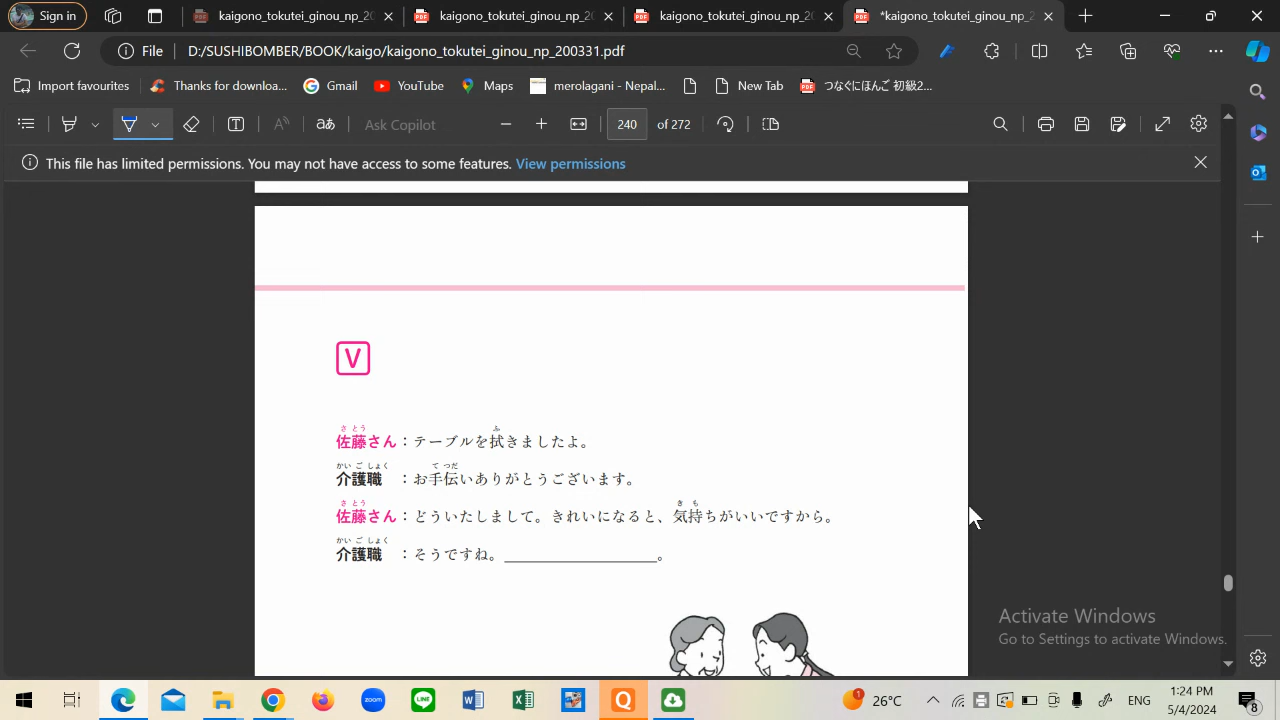 Sign in
kaigono_tokutei_ginou_np_2
kaigono_tokutei_ginou_np_20
kaigono_tokutei_ginou_np_20
*kaigono_tokutei_ginou_np_2
File
D:/SUSHIBOMBER/BOOK/kaigo/kaigono_tokutei_ginou_np_200331.pdf
Import favourites
Thanks for downloa...
Gmail
YouTube
Maps
merolagani - Nepal...
New Tab
つなぐにほんご 初級2...
Ask Copilot
240 of 272
This file has limited permissions. You may not have access to some features. View permissions
V
さ とう ふ
佐藤さん：テーブルを拭きましたよ。
かい ご しょく て つだ
介護職 ：お手伝いありがとうございます。
さ とう き も
佐藤さん：どういたしまして。きれいになると、気持ちがいいですから。
かい ご しょく
介護職 ：そうですね。____________________。
Activate Windows
Go to Settings to activate Windows.
26°C
ENG
1:24 PM
5/4/2024
8